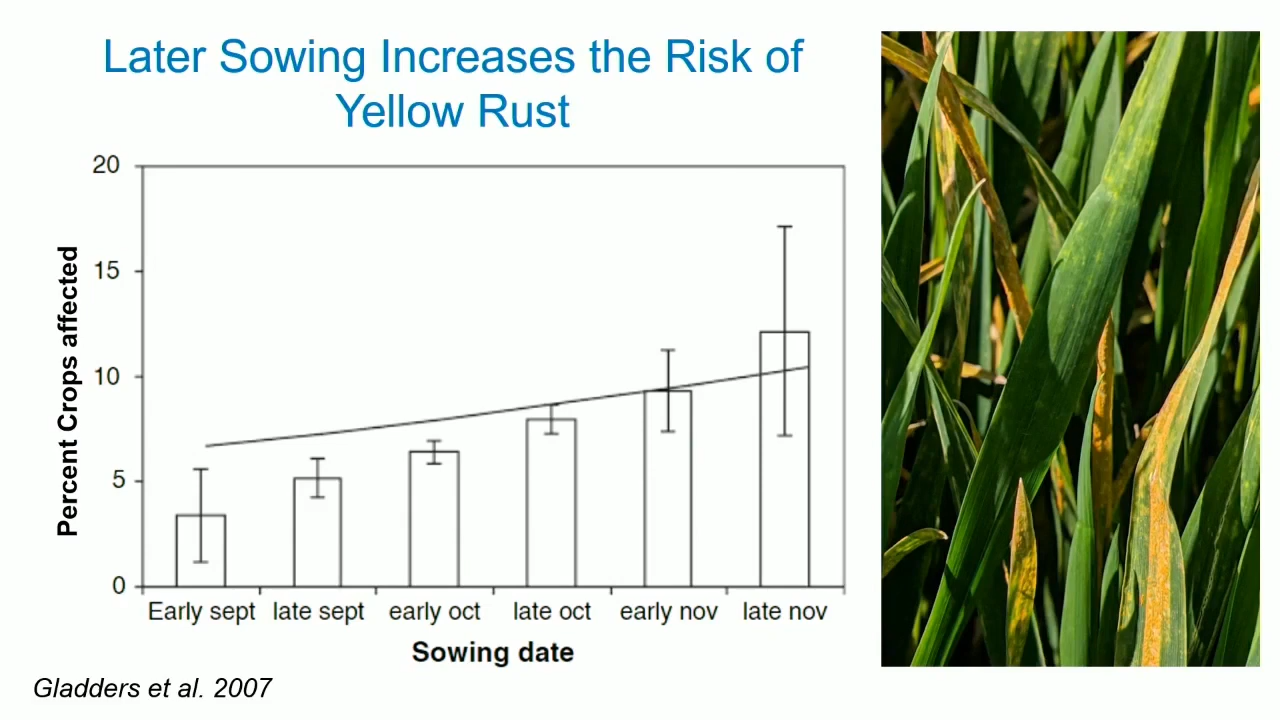 Later Sowing Increases the Risk of
Yellow Rust
20
15
10
5
0
Percent Crops affected
Early sept
late sept
early oct
late oct
early nov
late nov
Sowing date
Gladders et al. 2007